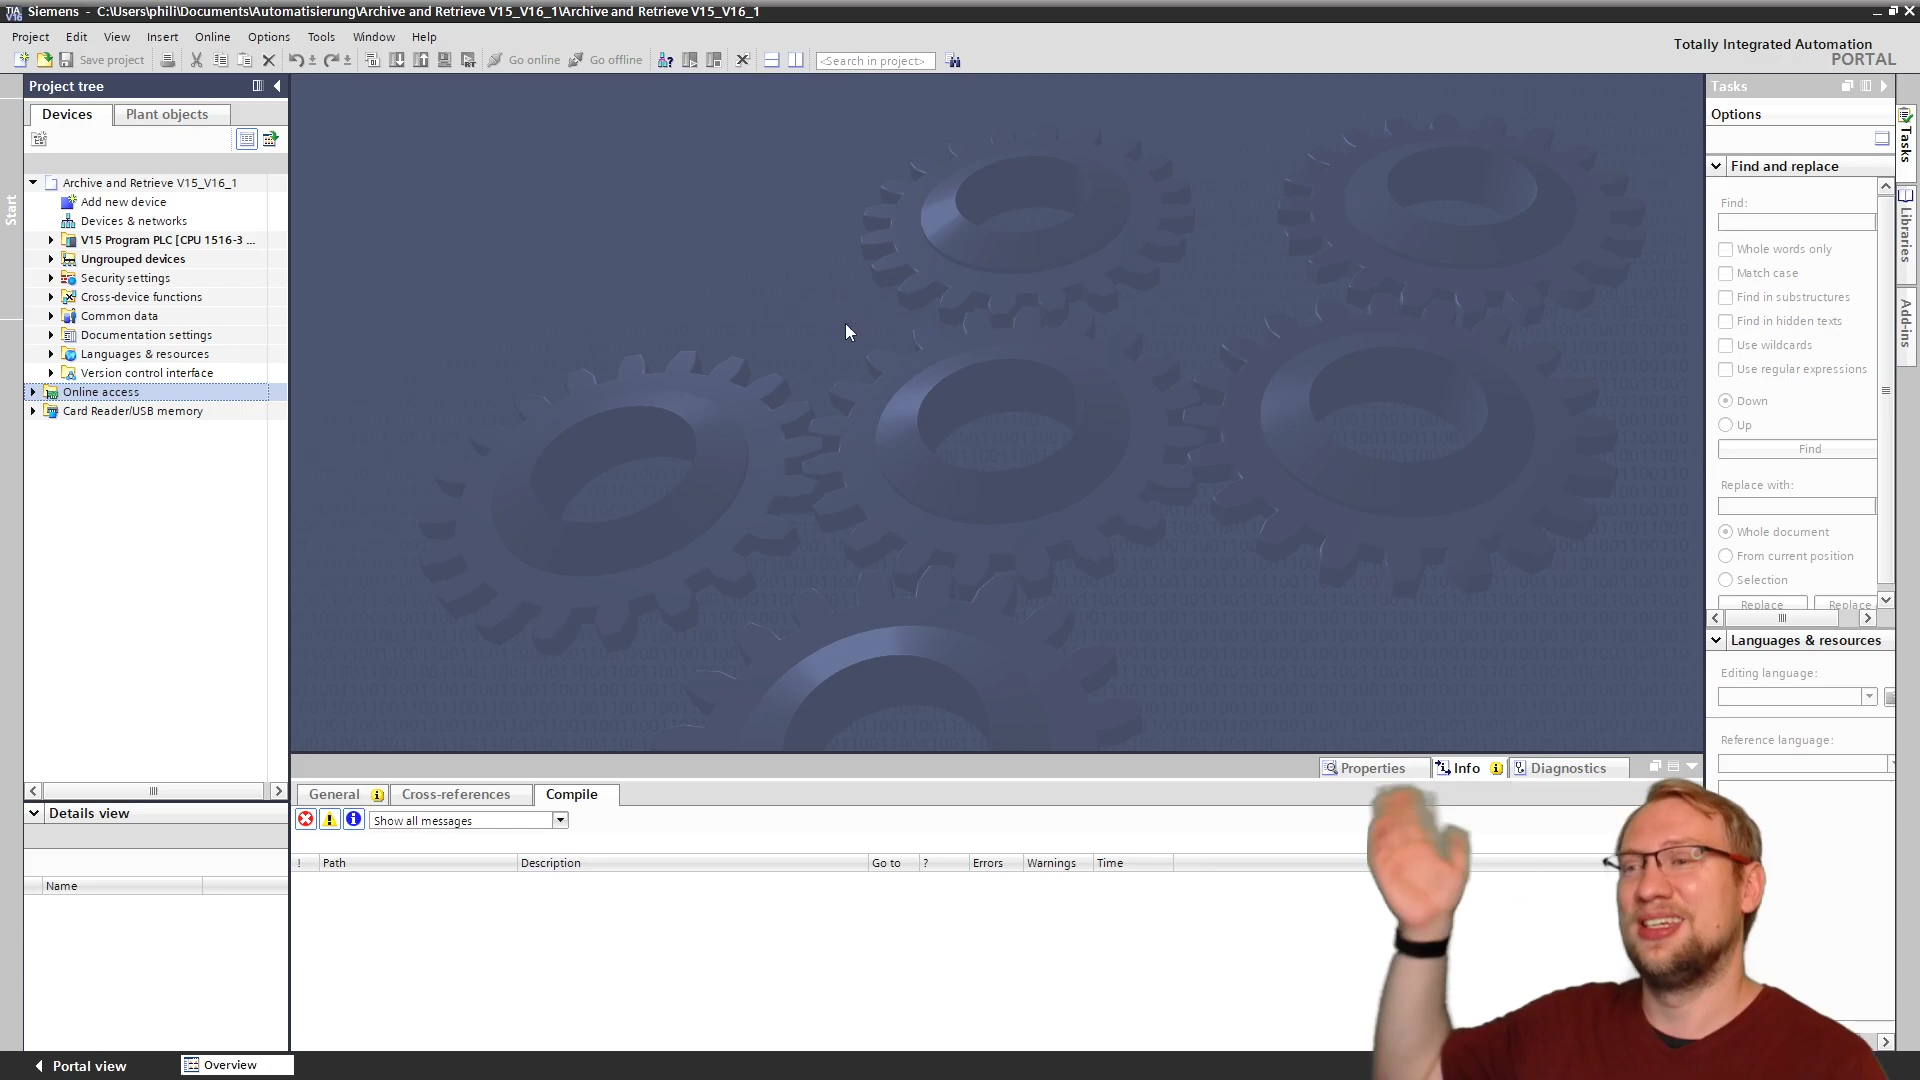 Siemens - C:\Users\phili\Documents\Automatisierung\Archive and Retrieve V15_V16_1\Archive and Retrieve V15_V16_1
Project Edit View Insert Online Options Tools Window Help
Totally Integrated Automation
PORTAL
Save project
Go online
Go offline
<Search in project>
Project tree
Devices
Plant objects
Start
Archive and Retrieve V15_V16_1
Add new device
Devices & networks
V15 Program PLC [CPU 1516-3 ...
Ungrouped devices
Security settings
Cross-device functions
Common data
Documentation settings
Languages & resources
Version control interface
Online access
Card Reader/USB memory
Details view
Name
Portal view
Overview
Properties
Info
Diagnostics
General
Cross-references
Compile
Show all messages
! Path Description Go to ? Errors Warnings Time
Tasks
Options
Find and replace
Find:
Whole words only
Match case
Find in substructures
Find in hidden texts
Use wildcards
Use regular expressions
Down
Up
Find
Replace with:
Whole document
From current position
Selection
Replace
Replace
Languages & resources
Editing language:
Reference language:
Tasks
Libraries
Add-ins